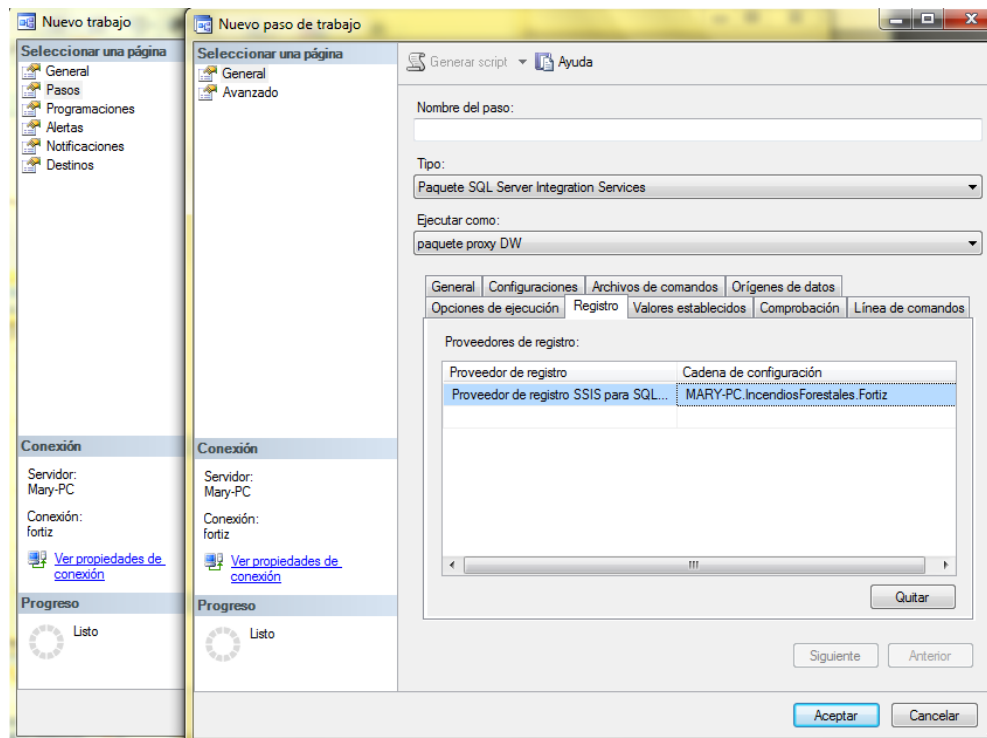 Nuevo trabajo
Seleccionar una página
General
Pasos
Programaciones
Alertas
Notificaciones
Destinos
Conexión
Servidor:
Mary-PC
Conexión:
fortiz
Ver propiedades de
conexión
Progreso
Listo
Nuevo paso de trabajo
Seleccionar una página
General
Avanzado
Conexión
Servidor:
Mary-PC
Conexión:
fortiz
Ver propiedades de
conexión
Progreso
Listo
Generar script Ayuda
Nombre del paso:
Tipo:
Paquete SQL Server Integration Services
Ejecutar como:
paquete proxy DW
General Configuraciones Archivos de comandos Orígenes de datos
Opciones de ejecución Registro Valores establecidos Comprobación Línea de comandos
Proveedores de registro:
Proveedor de registro Cadena de configuración
Proveedor de registro SSIS para SQL... MARY-PC.IncendiosForestales.Fortiz
Quitar
Siguiente Anterior
Aceptar Cancelar